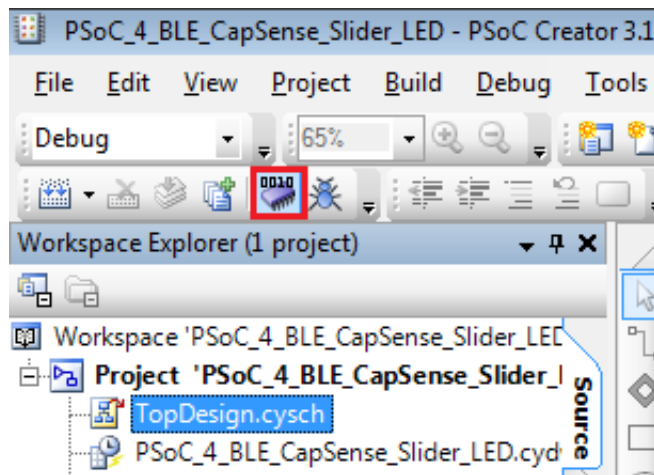 PSoC_4_BLE_CapSense_Slider_LED - PSoC Creator 3.1
File Edit View Project Build Debug Tools
Debug 65%
0010
Workspace Explorer (1 project)
Workspace 'PSoC_4_BLE_CapSense_Slider_LED
Project 'PSoC_4_BLE_CapSense_Slider_
TopDesign.cysch
PSoC_4_BLE_CapSense_Slider_LED.cyd
Source